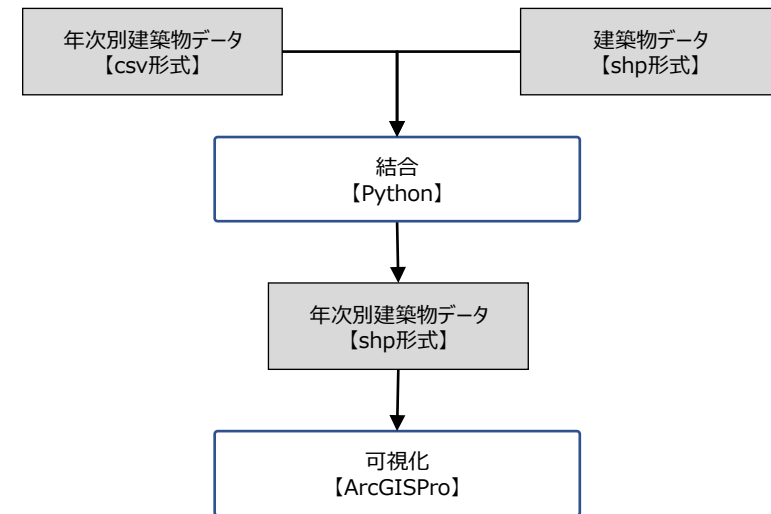 年次別建築物データ
【csv形式】
建築物データ
【shp形式】
結合
【Python】
年次別建築物データ
【shp形式】
可視化
【ArcGISPro】